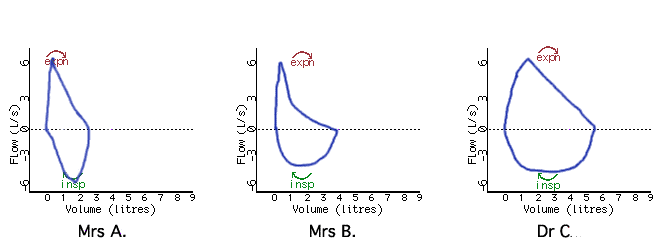 expn
6
3
0
-3
-6
Flow (L/s)
insp
0 1 2 3 4 5 6 7 8 9
Volume (litres)
Mrs A.
expn
6
3
0
-3
-6
Flow (L/s)
insp
0 1 2 3 4 5 6 7 8 9
Volume (litres)
Mrs B.
expn
6
3
0
-3
-6
Flow (L/s)
insp
0 1 2 3 4 5 6 7 8 9
Volume (litres)
Dr C.